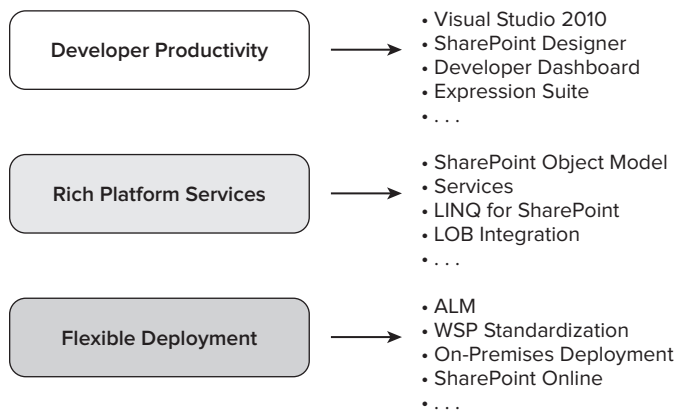 Developer Productivity
• Visual Studio 2010
• SharePoint Designer
• Developer Dashboard
• Expression Suite
• . . .
Rich Platform Services
• SharePoint Object Model
• Services
• LINQ for SharePoint
• LOB Integration
• . . .
Flexible Deployment
• ALM
• WSP Standardization
• On-Premises Deployment
• SharePoint Online
• . . .